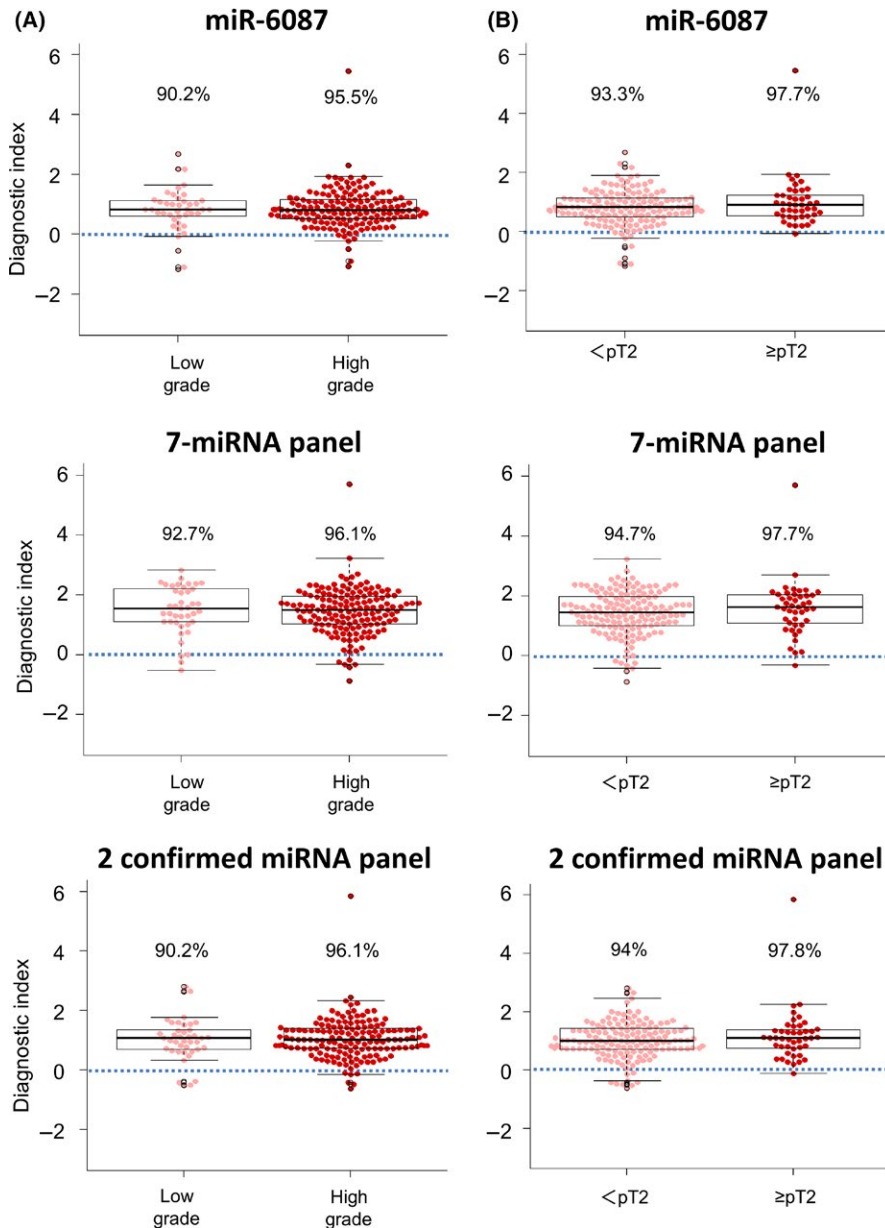 (A)
miR-6087
Diagnostic index
6
4
2
0
−2
90.2%
95.5%
Low
grade
High
grade
(B)
miR-6087
6
4
2
0
−2
93.3%
97.7%
<pT2
≥pT2
7-miRNA panel
Diagnostic index
6
4
2
0
−2
92.7%
96.1%
Low
grade
High
grade
7-miRNA panel
6
4
2
0
−2
94.7%
97.7%
<pT2
≥pT2
2 confirmed miRNA panel
Diagnostic index
6
4
2
0
−2
90.2%
96.1%
Low
grade
High
grade
2 confirmed miRNA panel
6
4
2
0
−2
94%
97.8%
<pT2
≥pT2